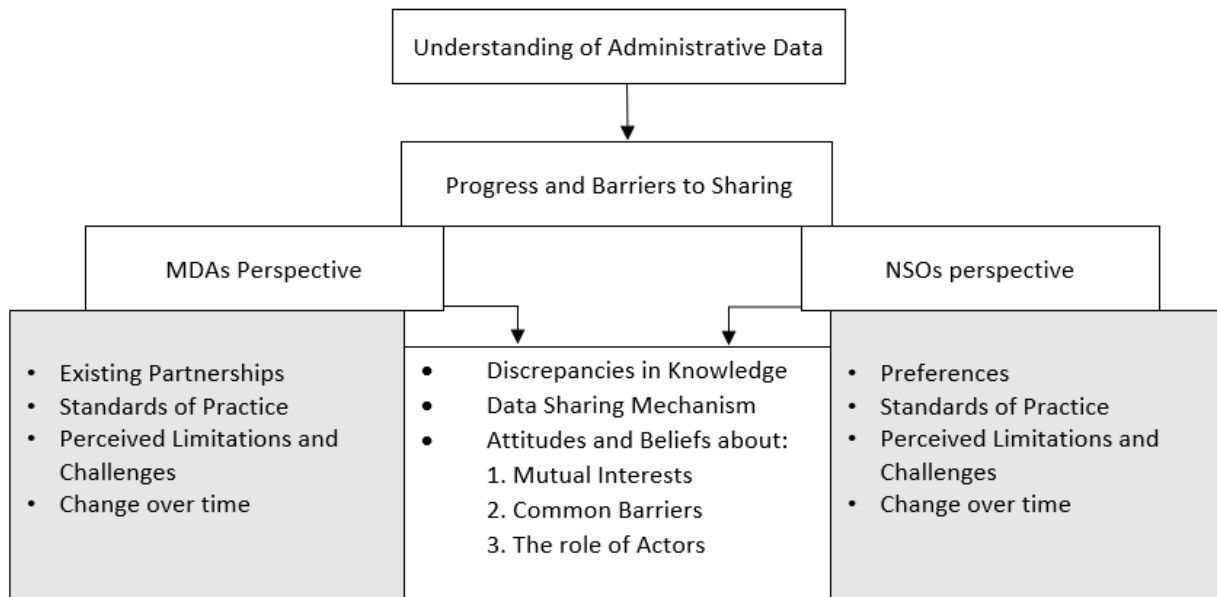 Understanding of Administrative Data
Progress and Barriers to Sharing
MDAs Perspective
NSOs perspective
• Existing Partnerships
• Standards of Practice
• Perceived Limitations and
Challenges
• Change over time
• Discrepancies in Knowledge
• Data Sharing Mechanism
• Attitudes and Beliefs about:
1. Mutual Interests
2. Common Barriers
3. The role of Actors
• Preferences
• Standards of Practice
• Perceived Limitations and
Challenges
• Change over time